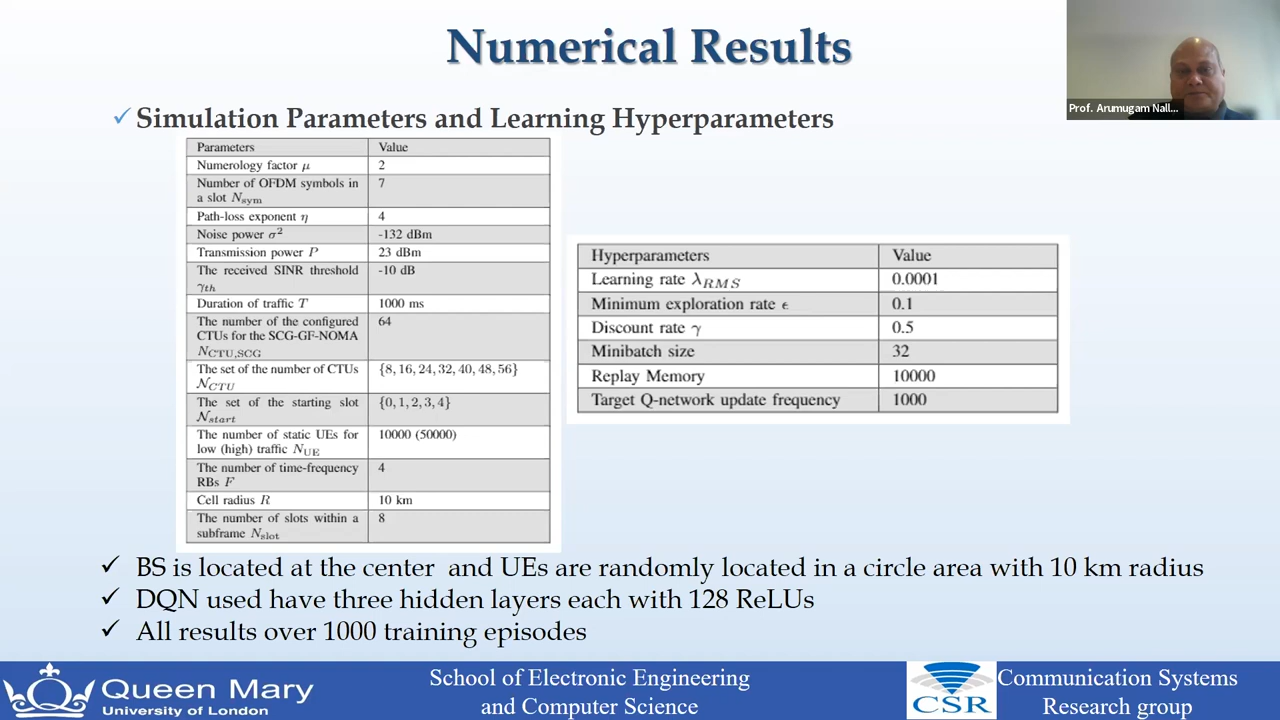 Numerical Results
Prof. Arumugam Nall...
✓ Simulation Parameters and Learning Hyperparameters
Parameters Value
Numerology factor μ 2
Number of OFDM symbols in 7
a slot Nsym
Path-loss exponent η 4
Noise power σ² -132 dBm
Transmission power P 23 dBm
The received SINR threshold -10 dB
γth
Duration of traffic T 1000 ms
The number of the configured 64
CTUs for the SCG-GF-NOMA
NCTU,SCG
The set of the number of CTUs {8, 16, 24, 32, 40, 48, 56}
𝒩CTU
The set of the starting slot {0, 1, 2, 3, 4}
𝒩start
The number of static UEs for 10000 (50000)
low (high) traffic NUE
The number of time-frequency 4
RBs F
Cell radius R 10 km
The number of slots within a 8
subframe Nslot
Hyperparameters Value
Learning rate λRMS 0.0001
Minimum exploration rate ϵ 0.1
Discount rate γ 0.5
Minibatch size 32
Replay Memory 10000
Target Q-network update frequency 1000
✓ BS is located at the center and UEs are randomly located in a circle area with 10 km radius
✓ DQN used have three hidden layers each with 128 ReLUs
✓ All results over 1000 training episodes
Queen Mary
University of London
School of Electronic Engineering
and Computer Science
CSR
Communication Systems
Research group